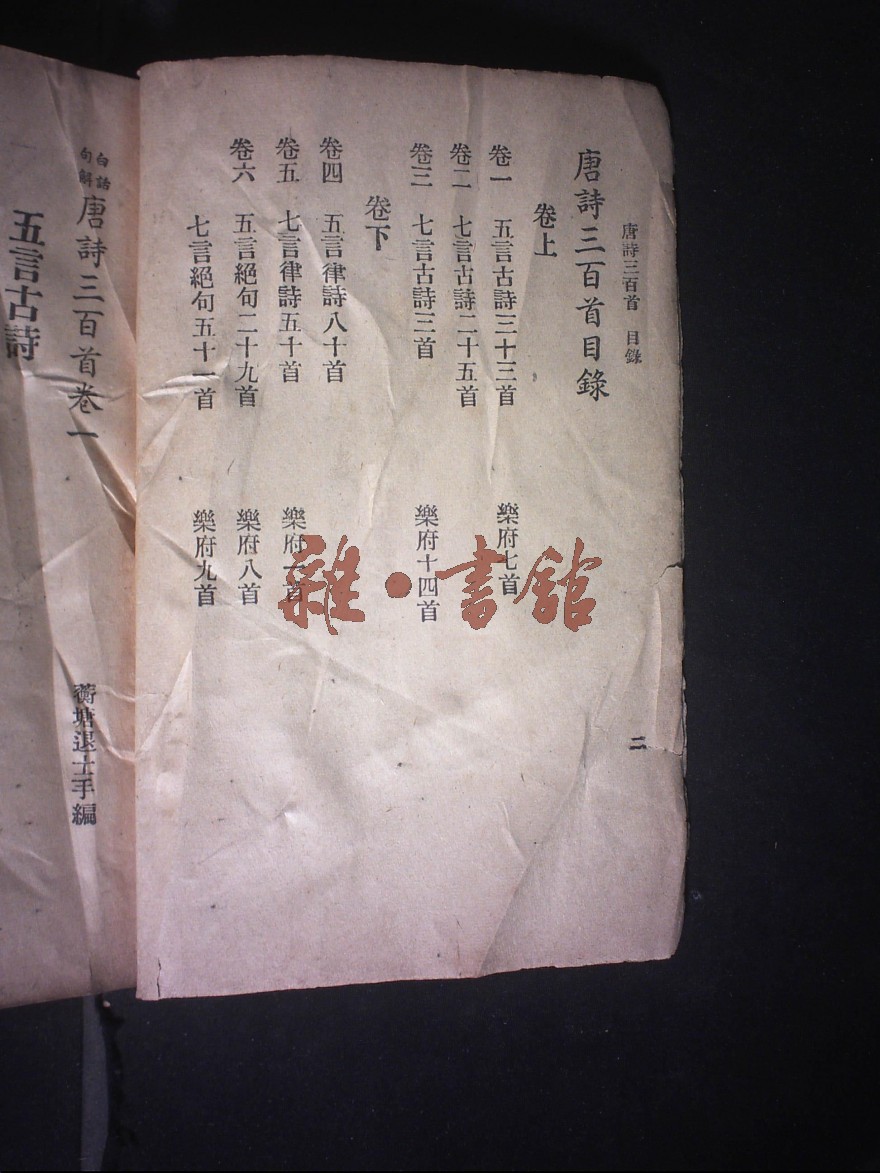 唐詩三百首 目錄
二
唐詩三百首目錄
卷上
卷一 五言古詩三十三首 樂府七首
卷二 七言古詩二十五首
卷三 七言古詩三首 樂府十四首
卷下
卷四 五言律詩八十首
卷五 七言律詩五十首 樂府一首
卷六 五言絕句二十九首 樂府八首
七言絕句五十一首 樂府九首
雜·書館
白話句解 唐詩三百首卷一 蘅塘退士手編
五言古詩